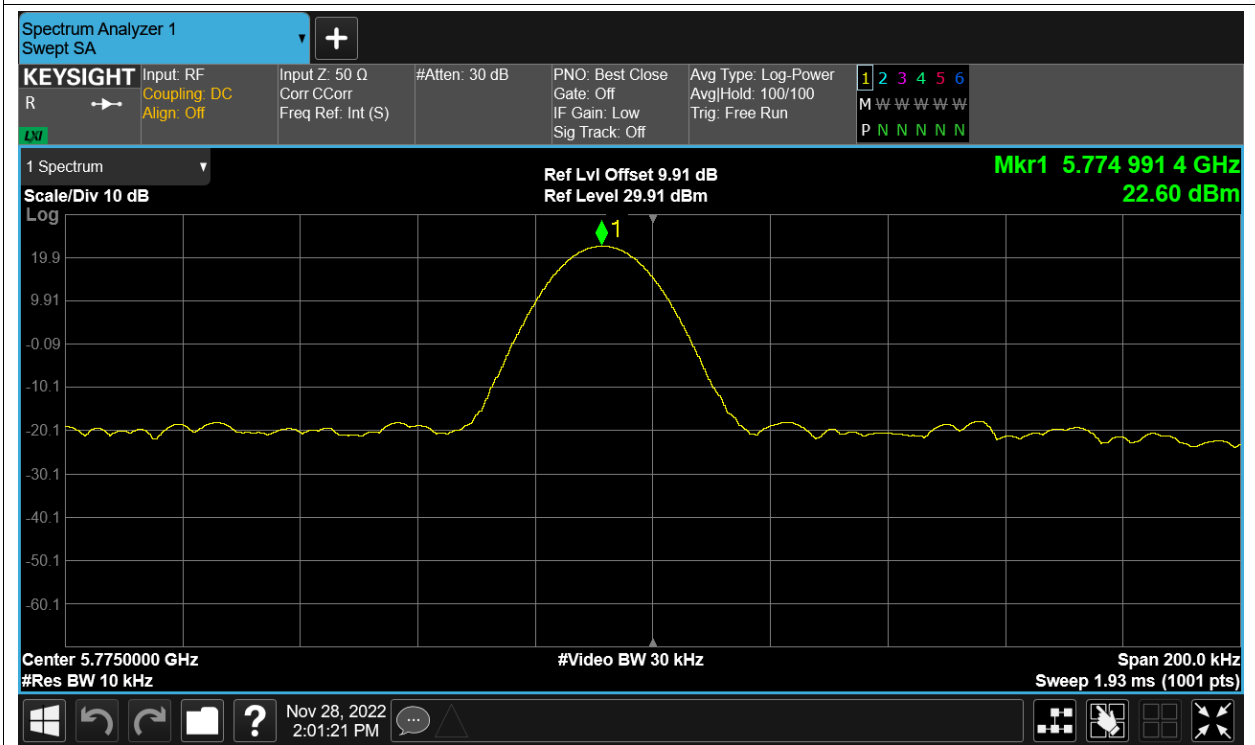 Spectrum Analyzer 1
Swept SA
KEYSIGHT
R
LXI
Input: RF
Coupling: DC
Align: Off
Input Z: 50 Ω
Corr CCorr
Freq Ref: Int (S)
#Atten: 30 dB
PNO: Best Close
Gate: Off
IF Gain: Low
Sig Track: Off
Avg Type: Log-Power
Avg|Hold: 100/100
Trig: Free Run
1 2 3 4 5 6
M W W W W W
P N N N N N
1 Spectrum
Scale/Div 10 dB
Log
Ref Lvl Offset 9.91 dB
Ref Level 29.91 dBm
Mkr1 5.774 991 4 GHz
22.60 dBm
1
19.9
9.91
-0.09
-10.1
-20.1
-30.1
-40.1
-50.1
-60.1
Center 5.7750000 GHz
#Video BW 30 kHz
Span 200.0 kHz
#Res BW 10 kHz
Sweep 1.93 ms (1001 pts)
Nov 28, 2022
2:01:21 PM